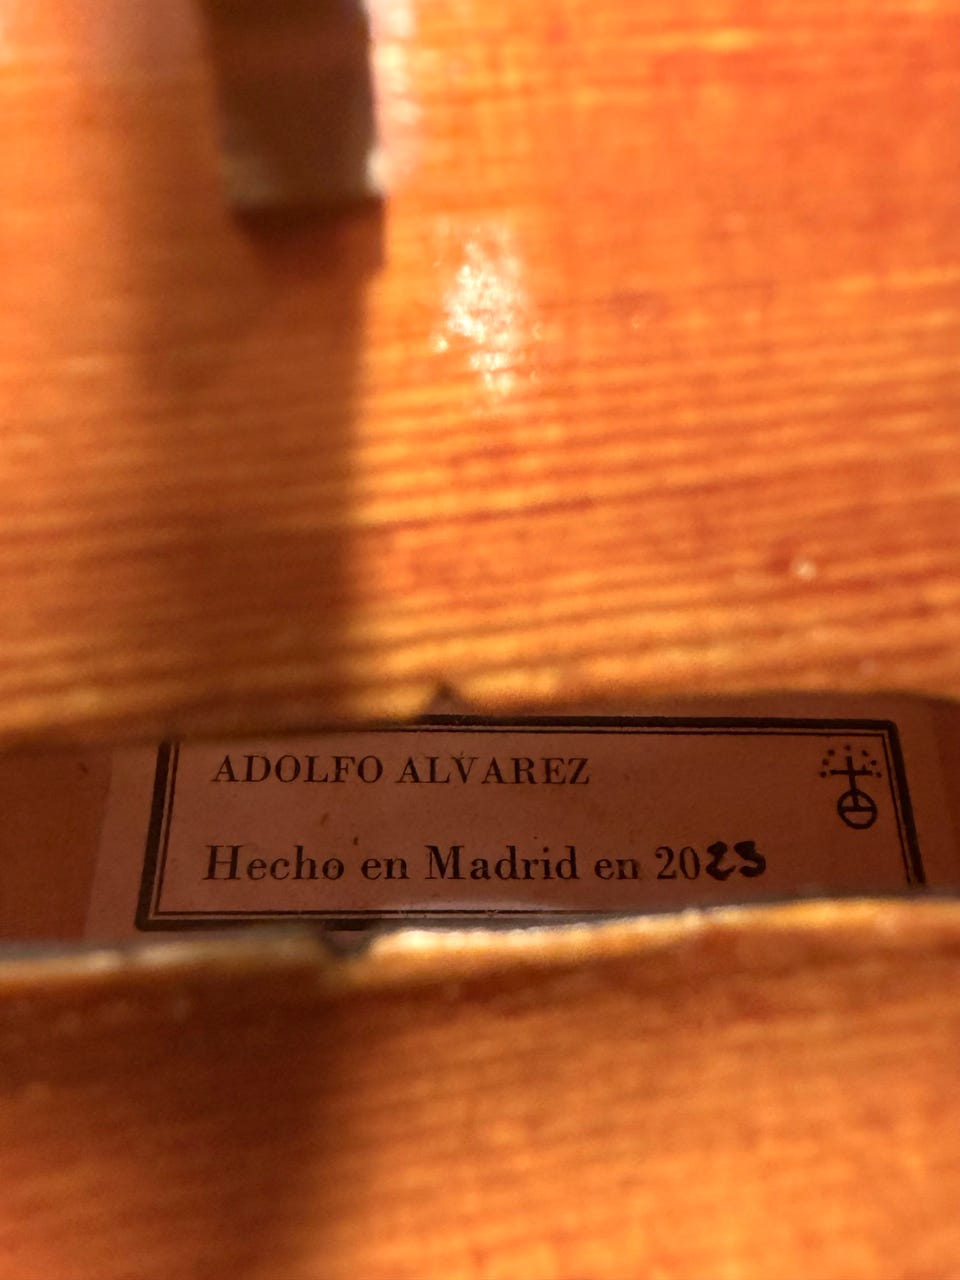 ADOLFO ALVAREZ
Hecho en Madrid en 2023